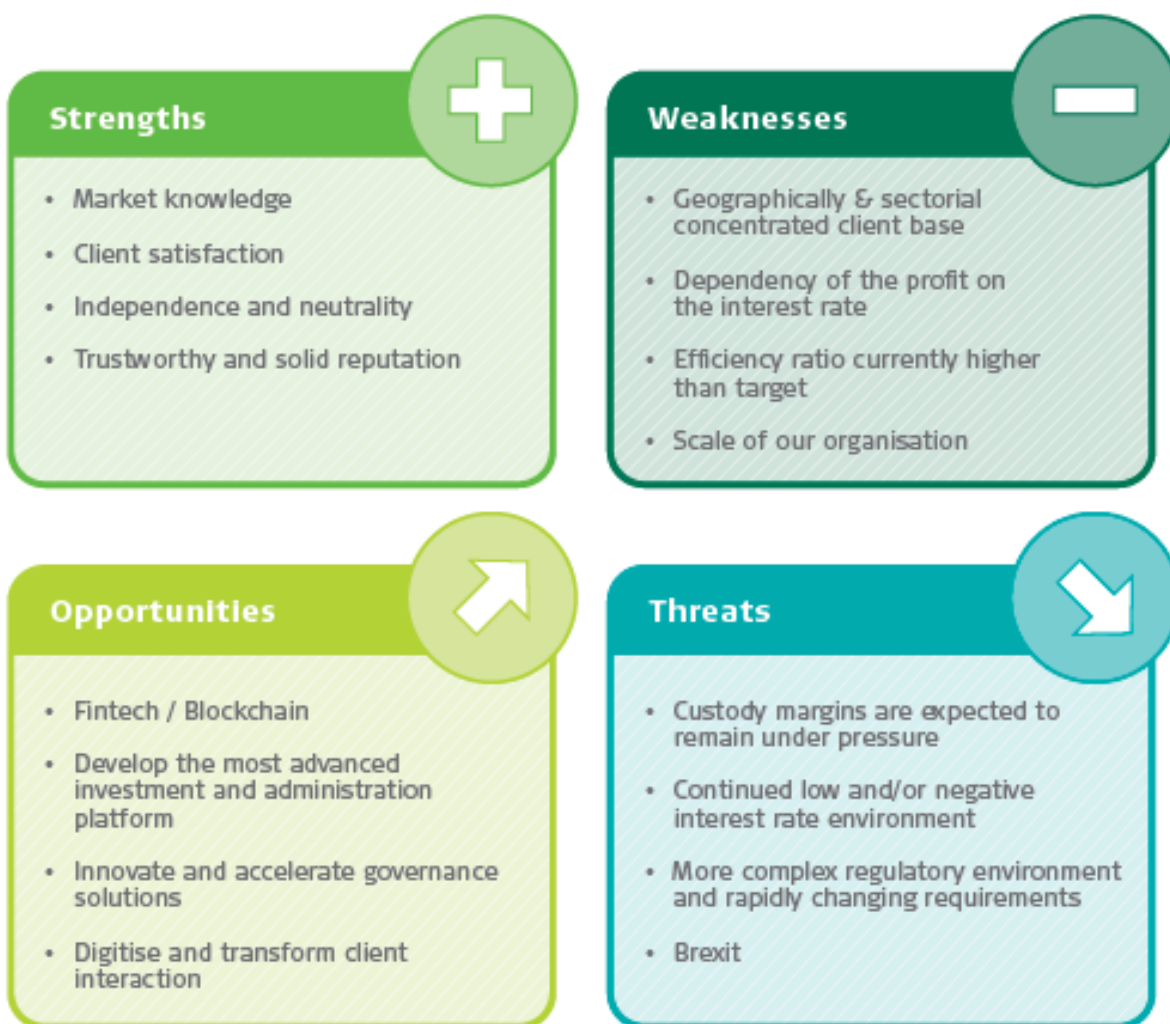 Strengths
• Market knowledge
• Client satisfaction
• Independence and neutrality
• Trustworthy and solid reputation
Weaknesses
• Geographically & sectorial
concentrated client base
• Dependency of the profit on
the interest rate
• Efficiency ratio currently higher
than target
• Scale of our organisation
Opportunities
• Fintech / Blockchain
• Develop the most advanced
investment and administration
platform
• Innovate and accelerate governance
solutions
• Digitise and transform client
interaction
Threats
• Custody margins are expected to
remain under pressure
• Continued low and/or negative
interest rate environment
• More complex regulatory environment
and rapidly changing requirements
• Brexit